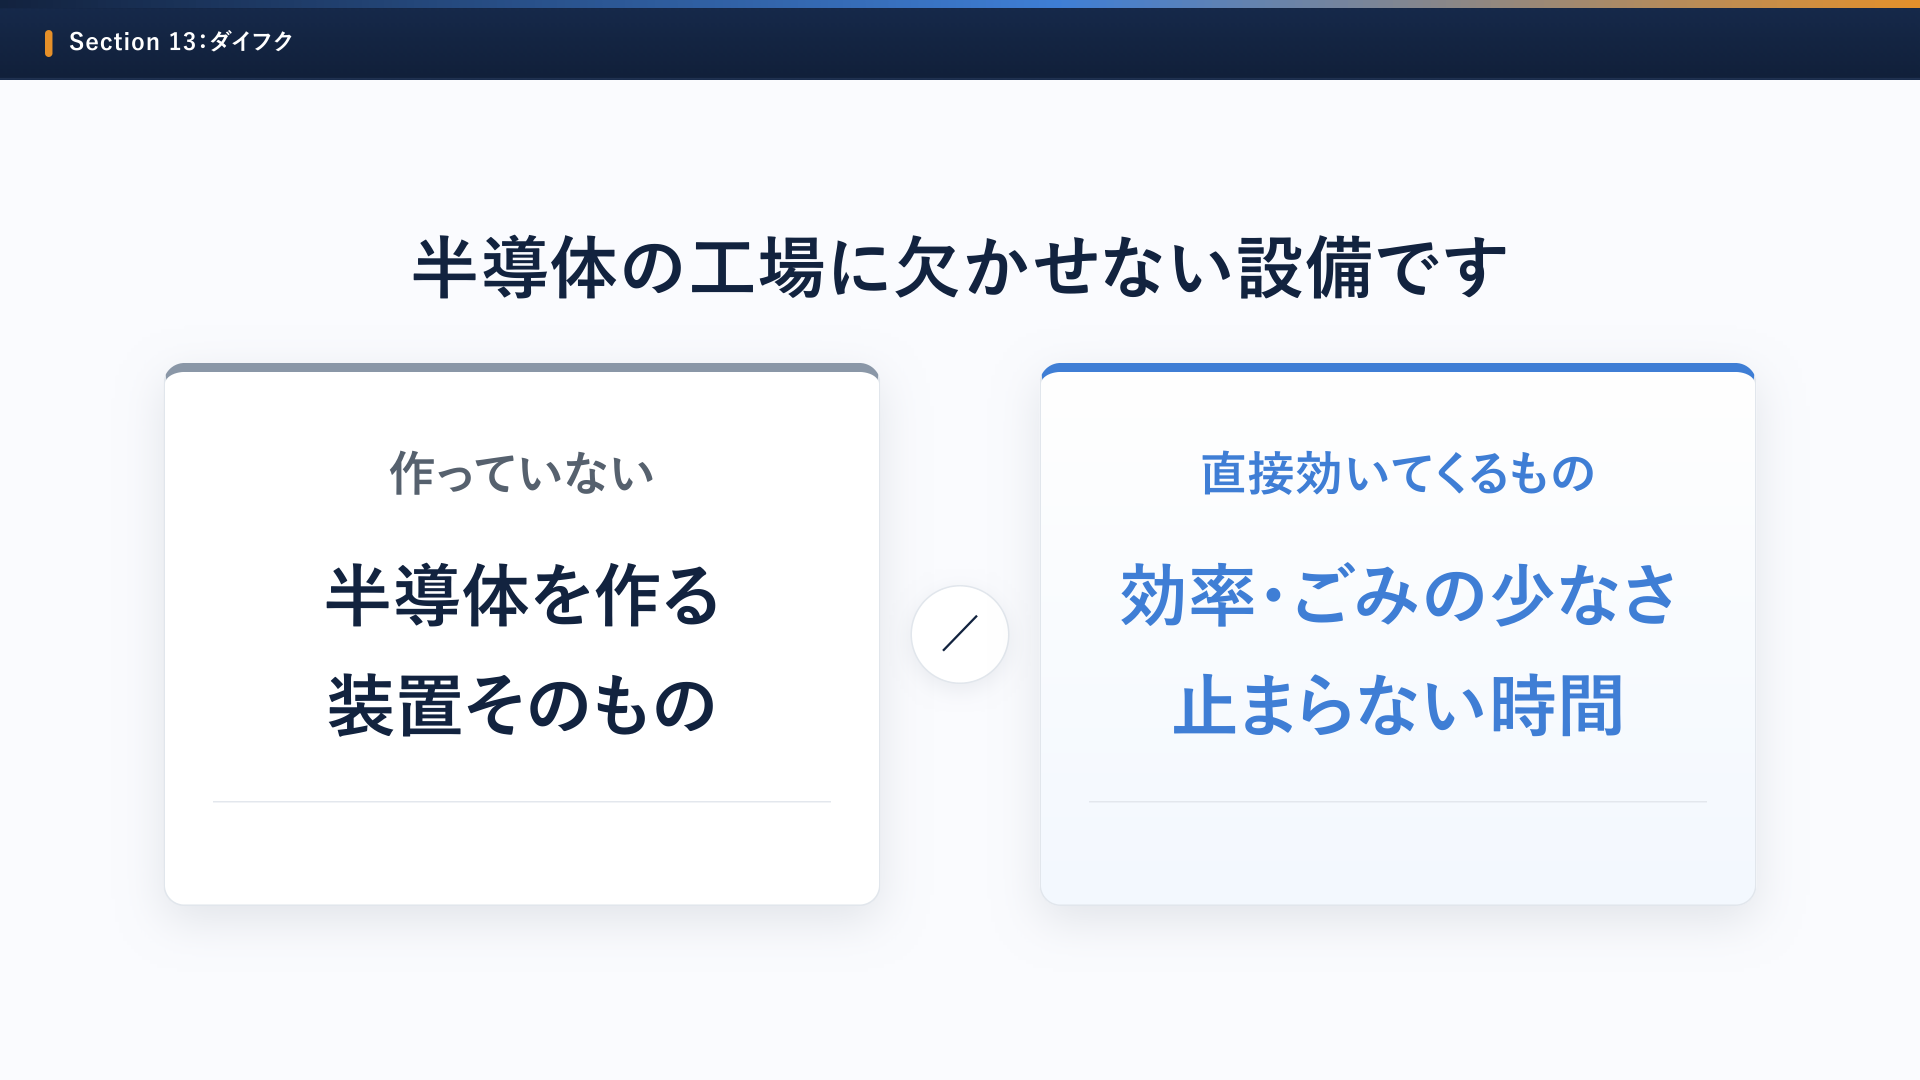 Section 13:ダイフク
半導体の工場に欠かせない設備です
作っていない
半導体を作る
装置そのもの
／
直接効いてくるもの
効率・ごみの少なさ
止まらない時間